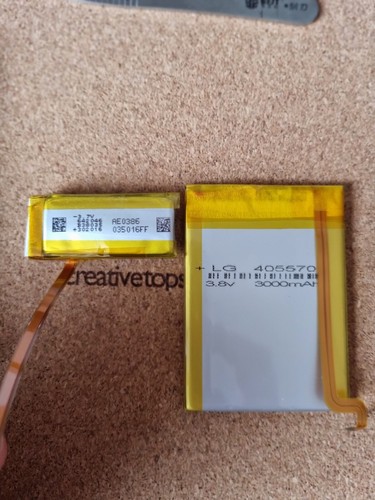 -3.7V
AE0386
035016FF
+ LG 405570
3.8v 3000mAh
creativetops